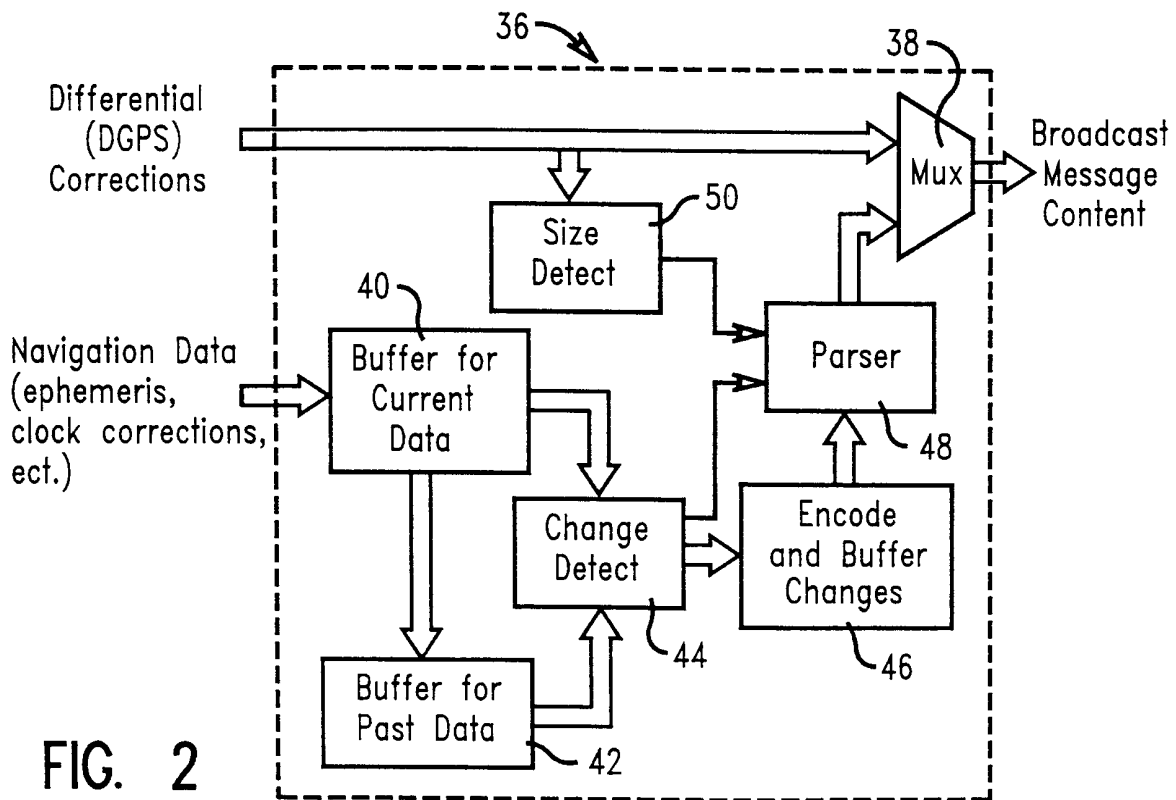 36
38
Differential
(DGPS)
Corrections
Mux
Broadcast
Message
Content
50
Size
Detect
40
Navigation Data
(ephemeris,
clock corrections,
ect.)
Buffer for
Current
Data
Parser
48
Change
Detect
44
Encode
and Buffer
Changes
46
Buffer for
Past Data
42
FIG. 2